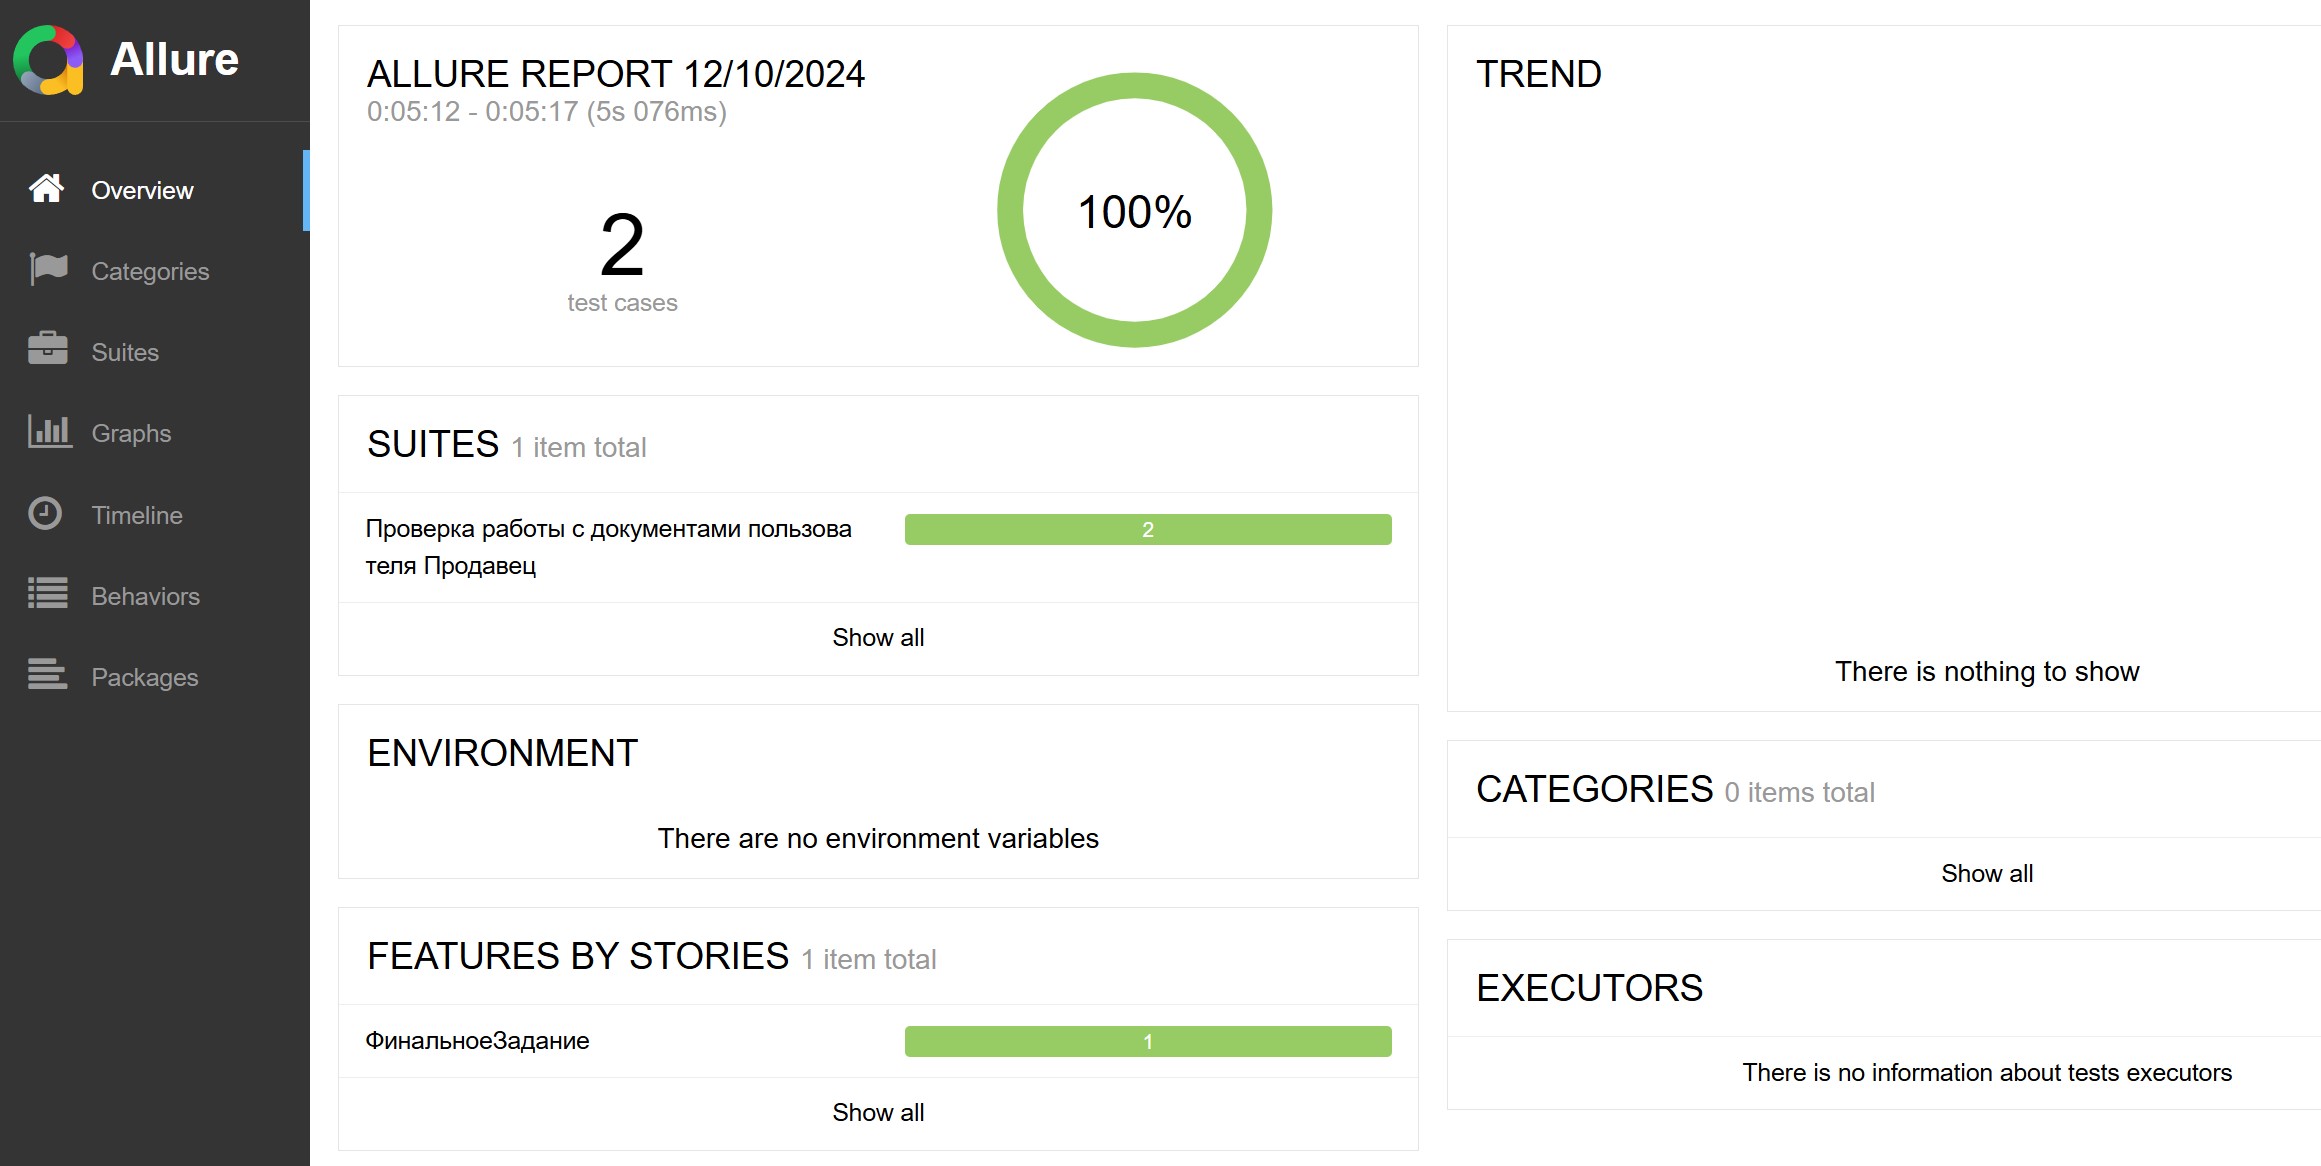 Allure
Overview
Categories
Suites
Graphs
Timeline
Behaviors
Packages
ALLURE REPORT 12/10/2024
0:05:12 - 0:05:17 (5s 076ms)
2
test cases
100%
SUITES 1 item total
Проверка работы с документами пользова
теля Продавец
2
Show all
ENVIRONMENT
There are no environment variables
FEATURES BY STORIES 1 item total
ФинальноеЗадание
1
Show all
TREND
There is nothing to show
CATEGORIES 0 items total
Show all
EXECUTORS
There is no information about tests executors